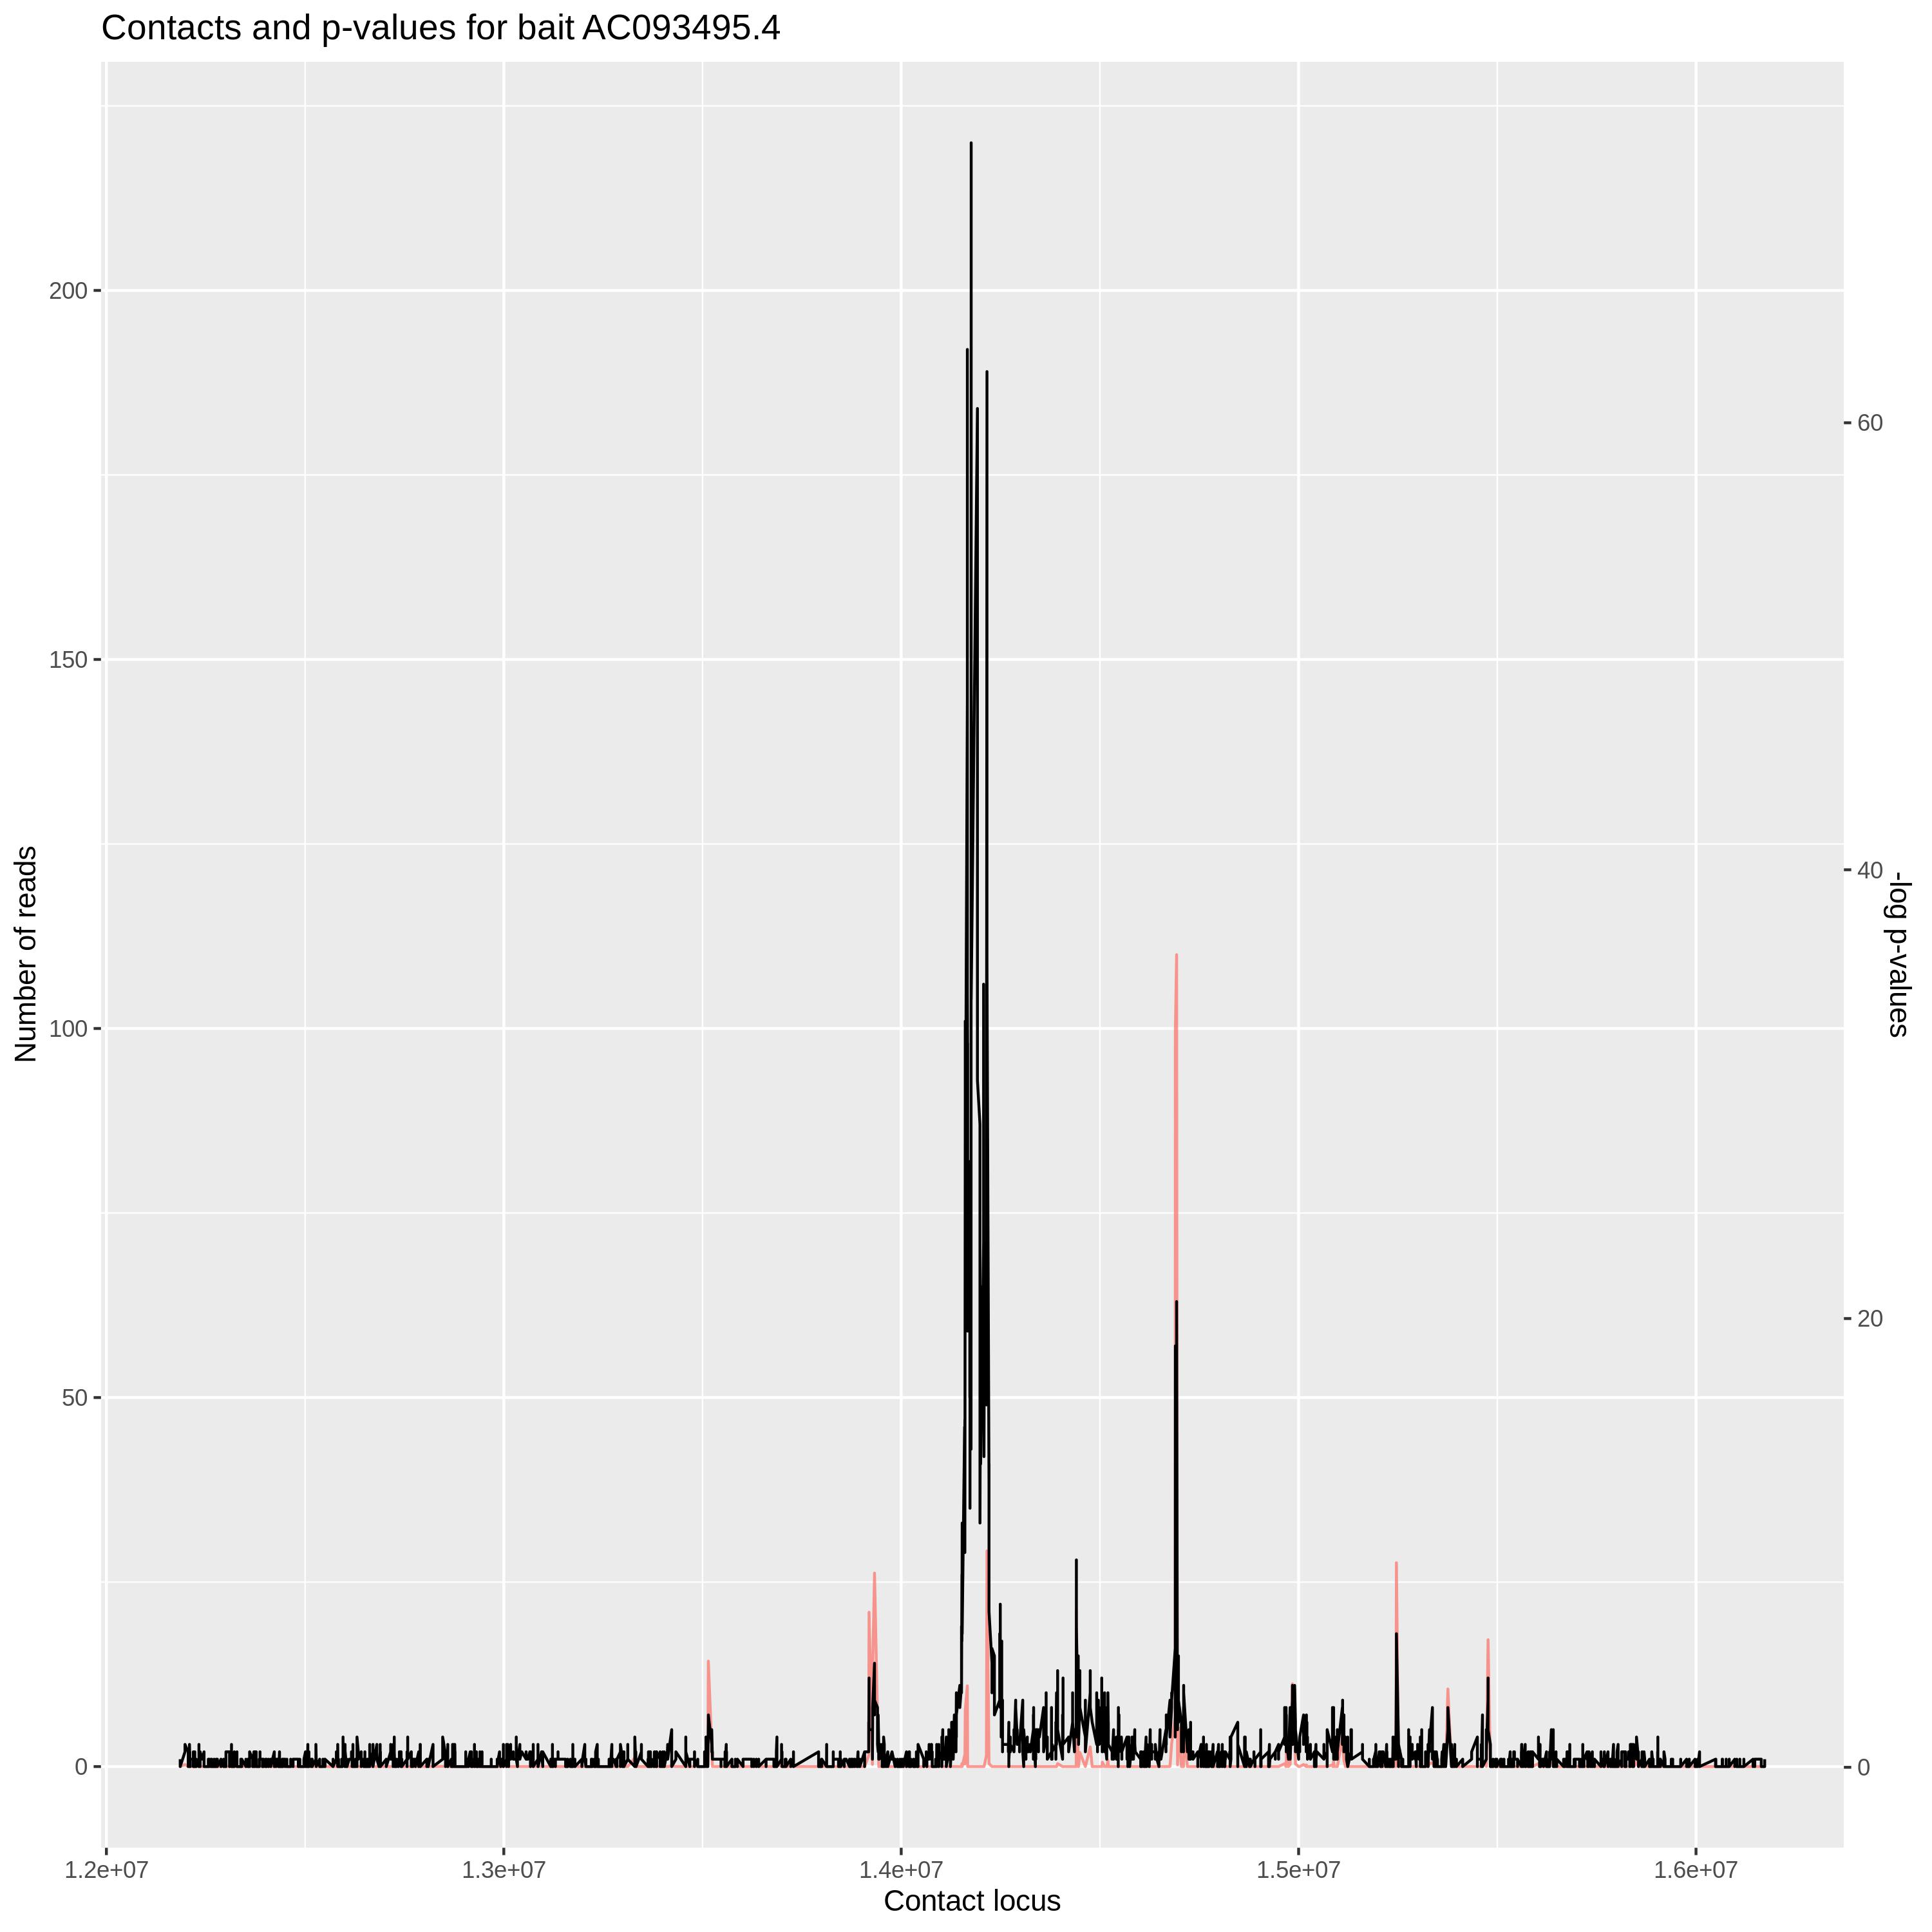 Contacts and p-values for bait AC093495.4
200
150
100
50
0
Number of reads
60
40
20
0
-log p-values
1.2e+07 1.3e+07 1.4e+07 1.5e+07 1.6e+07
Contact locus